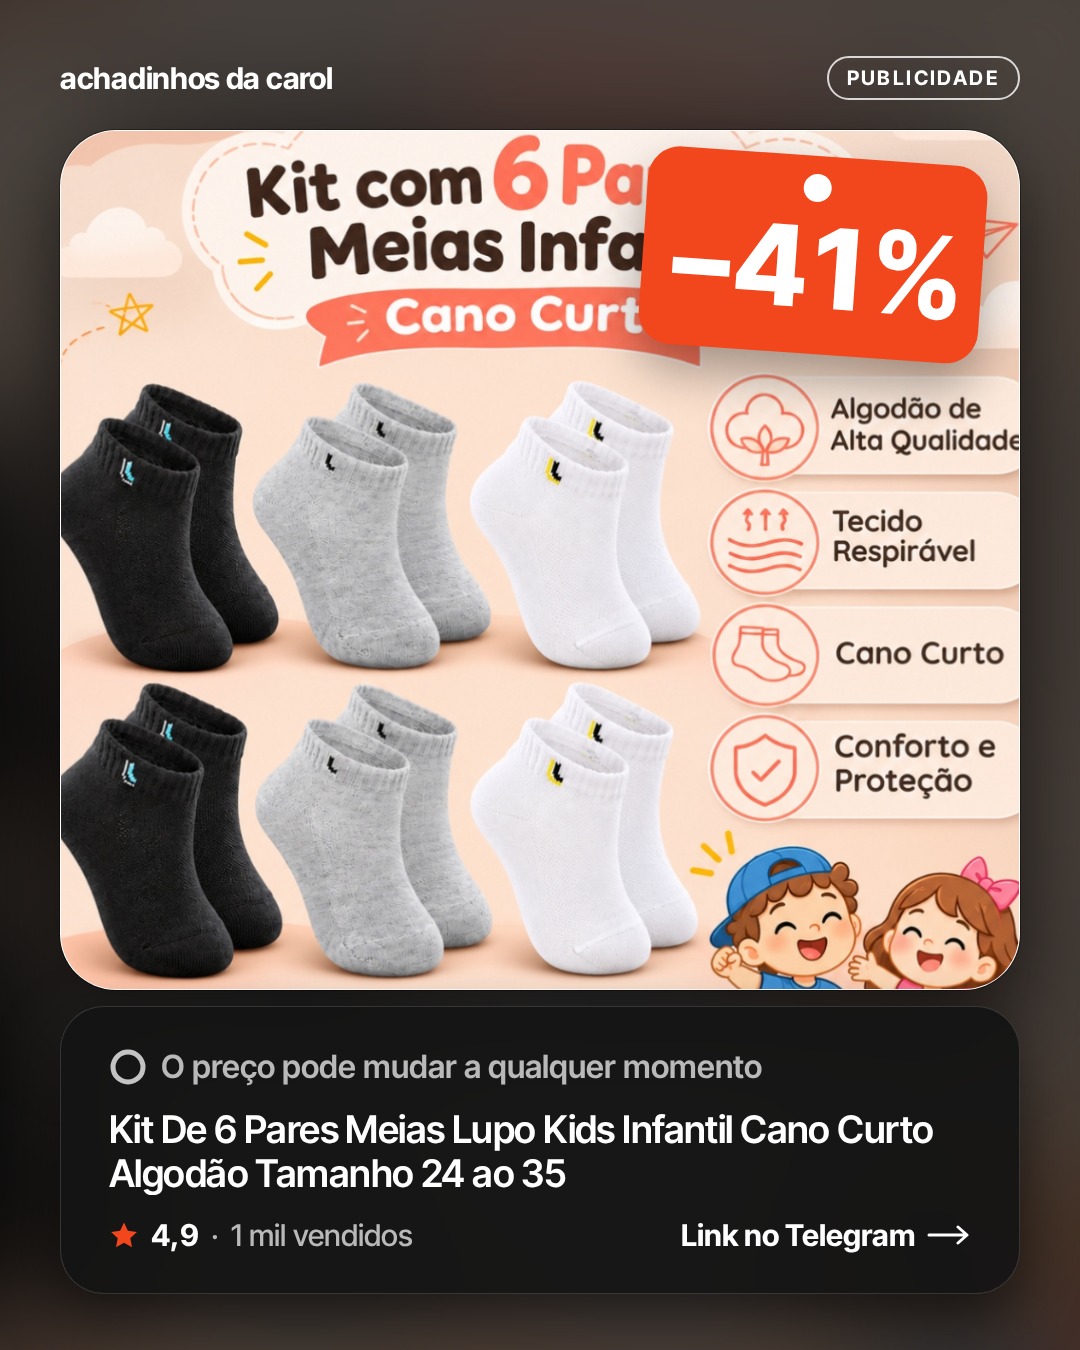 achadinhos da carol
PUBLICIDADE
Kit com 6 Pa
Meias Infa
Cano Curt
−41%
Algodão de
Alta Qualidade
Tecido
Respirável
Cano Curto
Conforto e
Proteção
O preço pode mudar a qualquer momento
Kit De 6 Pares Meias Lupo Kids Infantil Cano Curto
Algodão Tamanho 24 ao 35
4,9 · 1 mil vendidos
Link no Telegram →